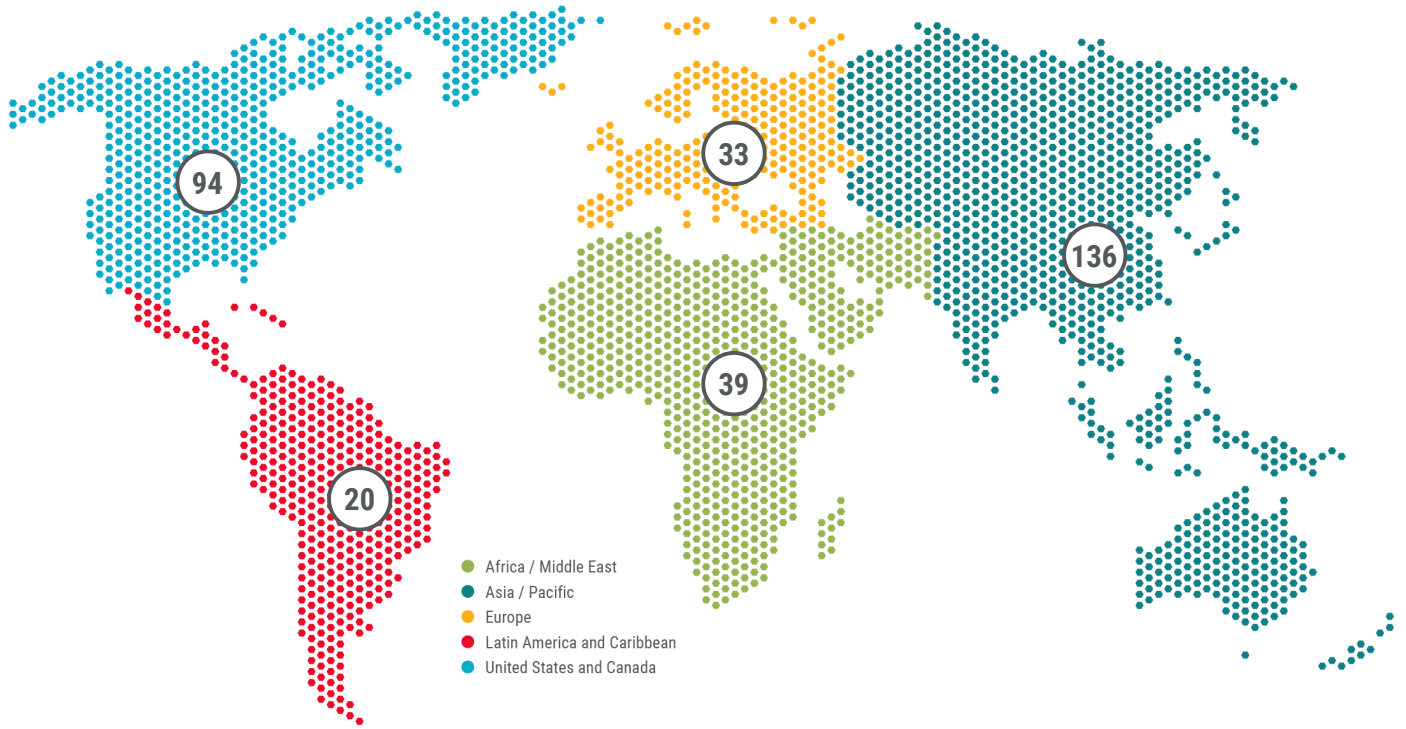 33
94
136
39
20
Africa / Middle East
Asia / Pacific
Europe
Latin America and Caribbean
United States and Canada